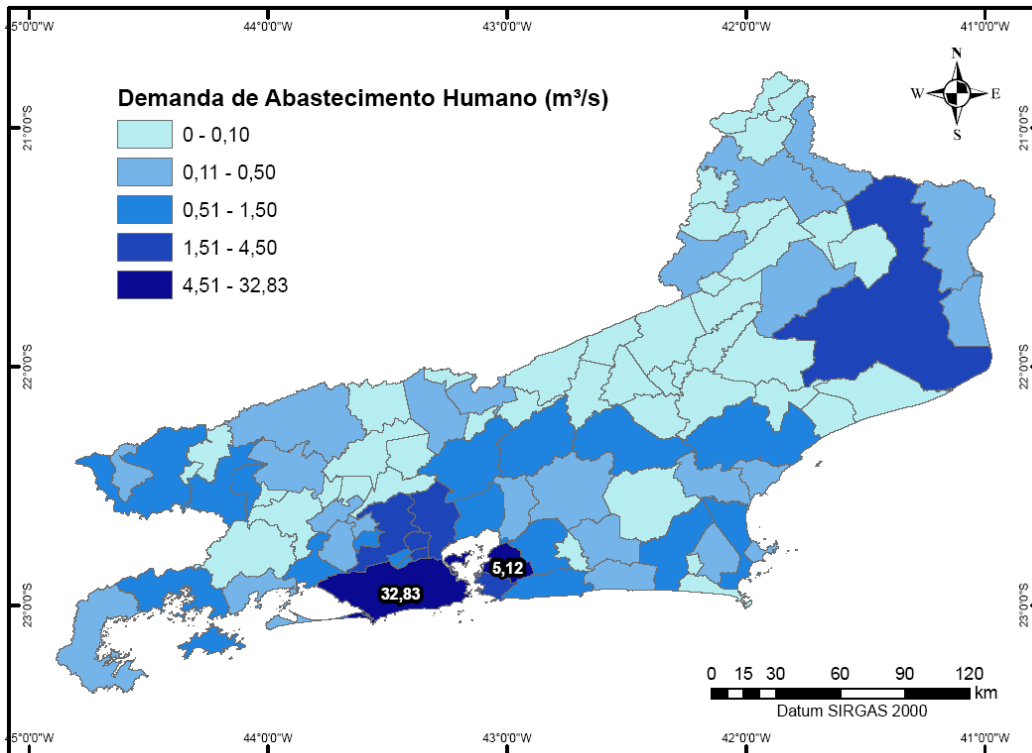 45°0'0"W 44°0'0"W 43°0'0"W 42°0'0"W 41°0'0"W
N
W E
S
Demanda de Abastecimento Humano (m³/s)
0 - 0,10
0,11 - 0,50
0,51 - 1,50
1,51 - 4,50
4,51 - 32,83
21°0'0"S 21°0'0"S
22°0'0"S 22°0'0"S
5,12
32,83
23°0'0"S 23°0'0"S
0 15 30 60 90 120
km
Datum SIRGAS 2000
45°0'0"W 44°0'0"W 43°0'0"W 42°0'0"W 41°0'0"W